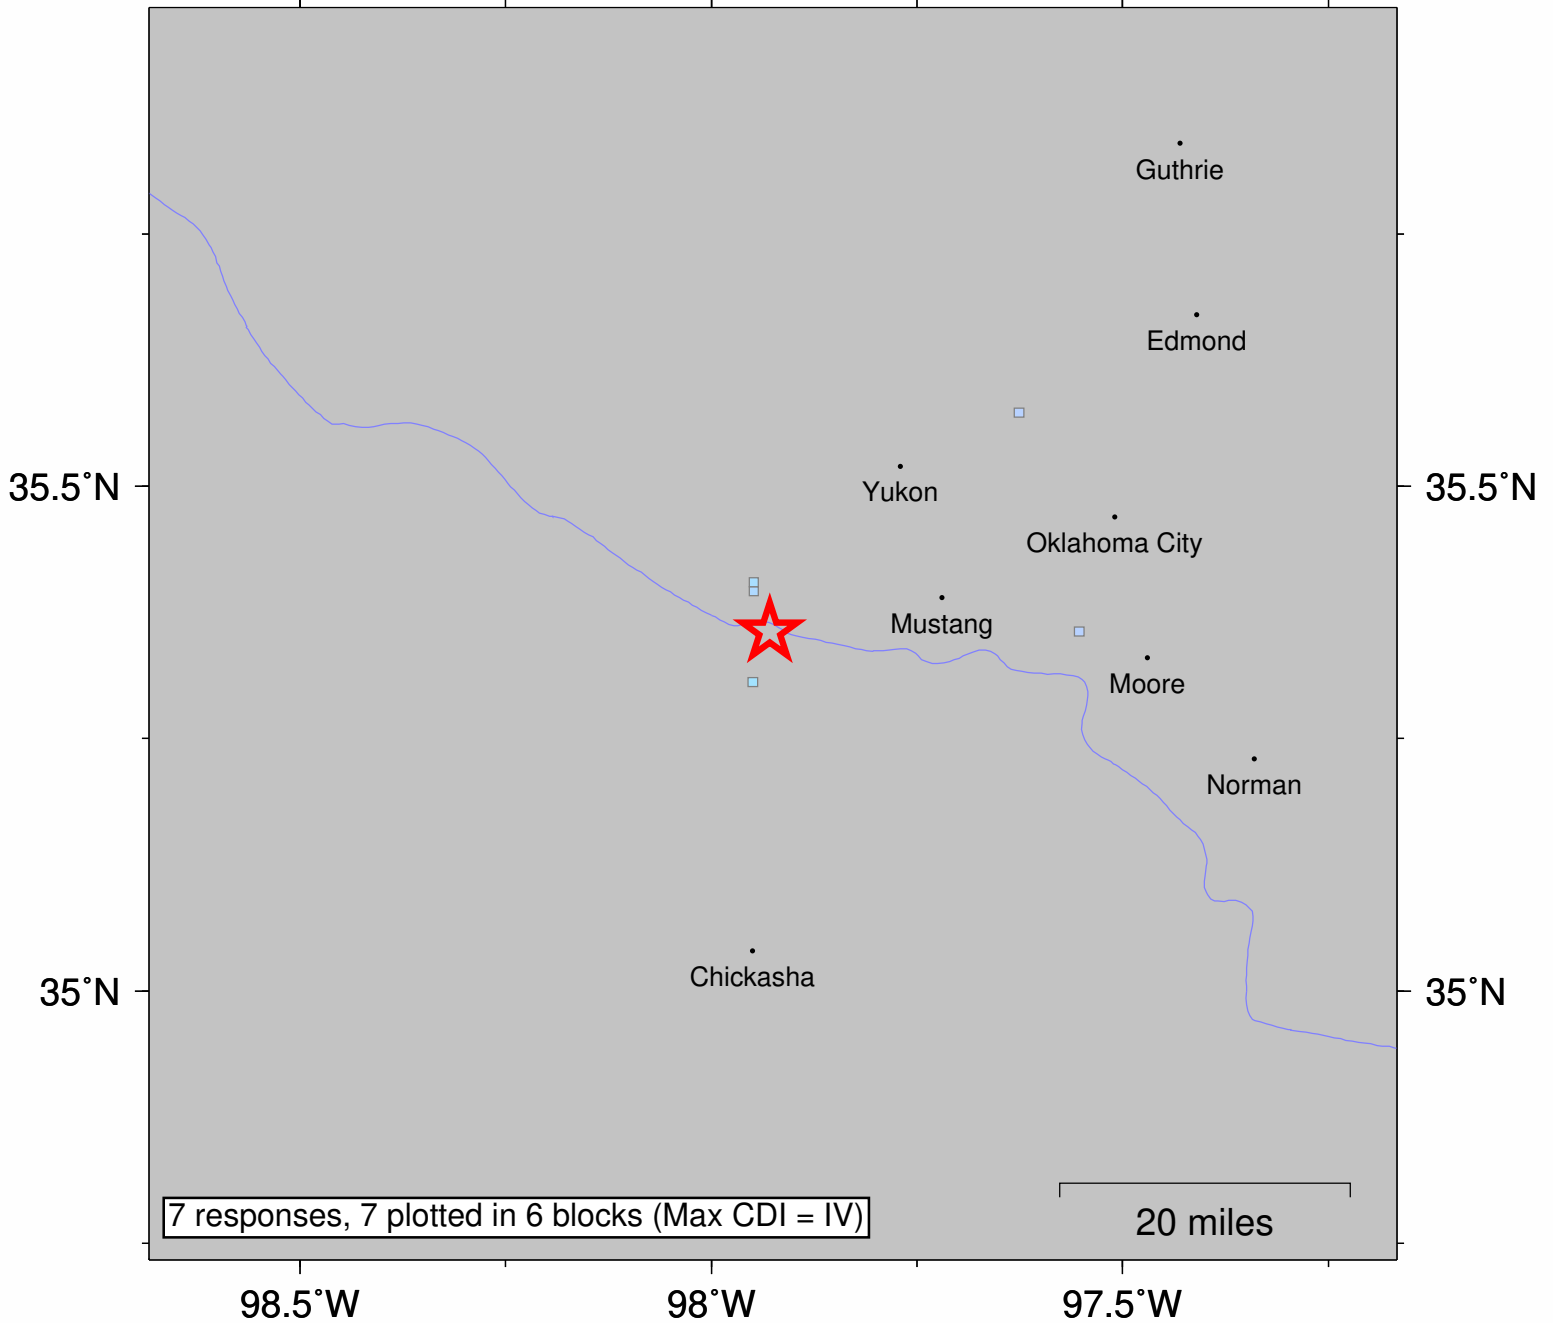 Guthrie
Edmond
35.5°N
Yukon
35.5°N
Oklahoma City
Mustang
Moore
Norman
Chickasha
35°N
35°N
7 responses, 7 plotted in 6 blocks (Max CDI = IV)
20 miles
98.5°W
98°W
97.5°W